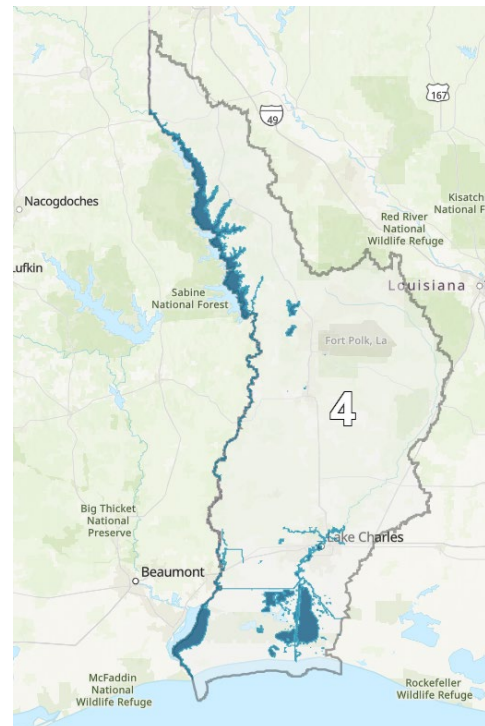 49
167
Nacogdoches
Kisatch
National F
Red River
National
Wildlife Refuge
Lufkin
Louisiana
Sabine
National Forest
Fort Polk, La
4
Big Thicket
National
Preserve
Lake Charles
Beaumont
McFaddin
National
Wildlife Refuge
Rockefeller
Wildlife Refuge